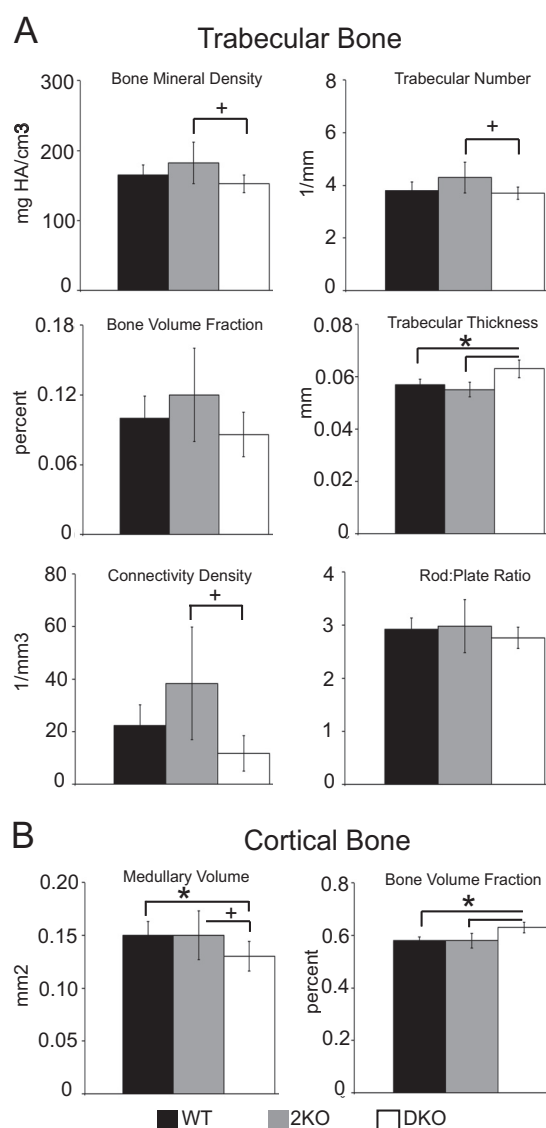 A
Trabecular Bone
Bone Mineral Density
300
200
100
0
mg HA/cm3
+
Trabecular Number
8
6
4
2
0
1/mm
+
Bone Volume Fraction
0.18
0.12
0.06
0
percent
Trabecular Thickness
0.08
0.06
0.04
0.02
0
mm
*
Connectivity Density
80
60
40
20
0
1/mm3
+
Rod:Plate Ratio
4
3
2
1
0
B
Cortical Bone
Medullary Volume
0.20
0.15
0.10
0.05
0
mm2
*
+
Bone Volume Fraction
0.8
0.6
0.4
0.2
0
percent
*
WT 2KO DKO